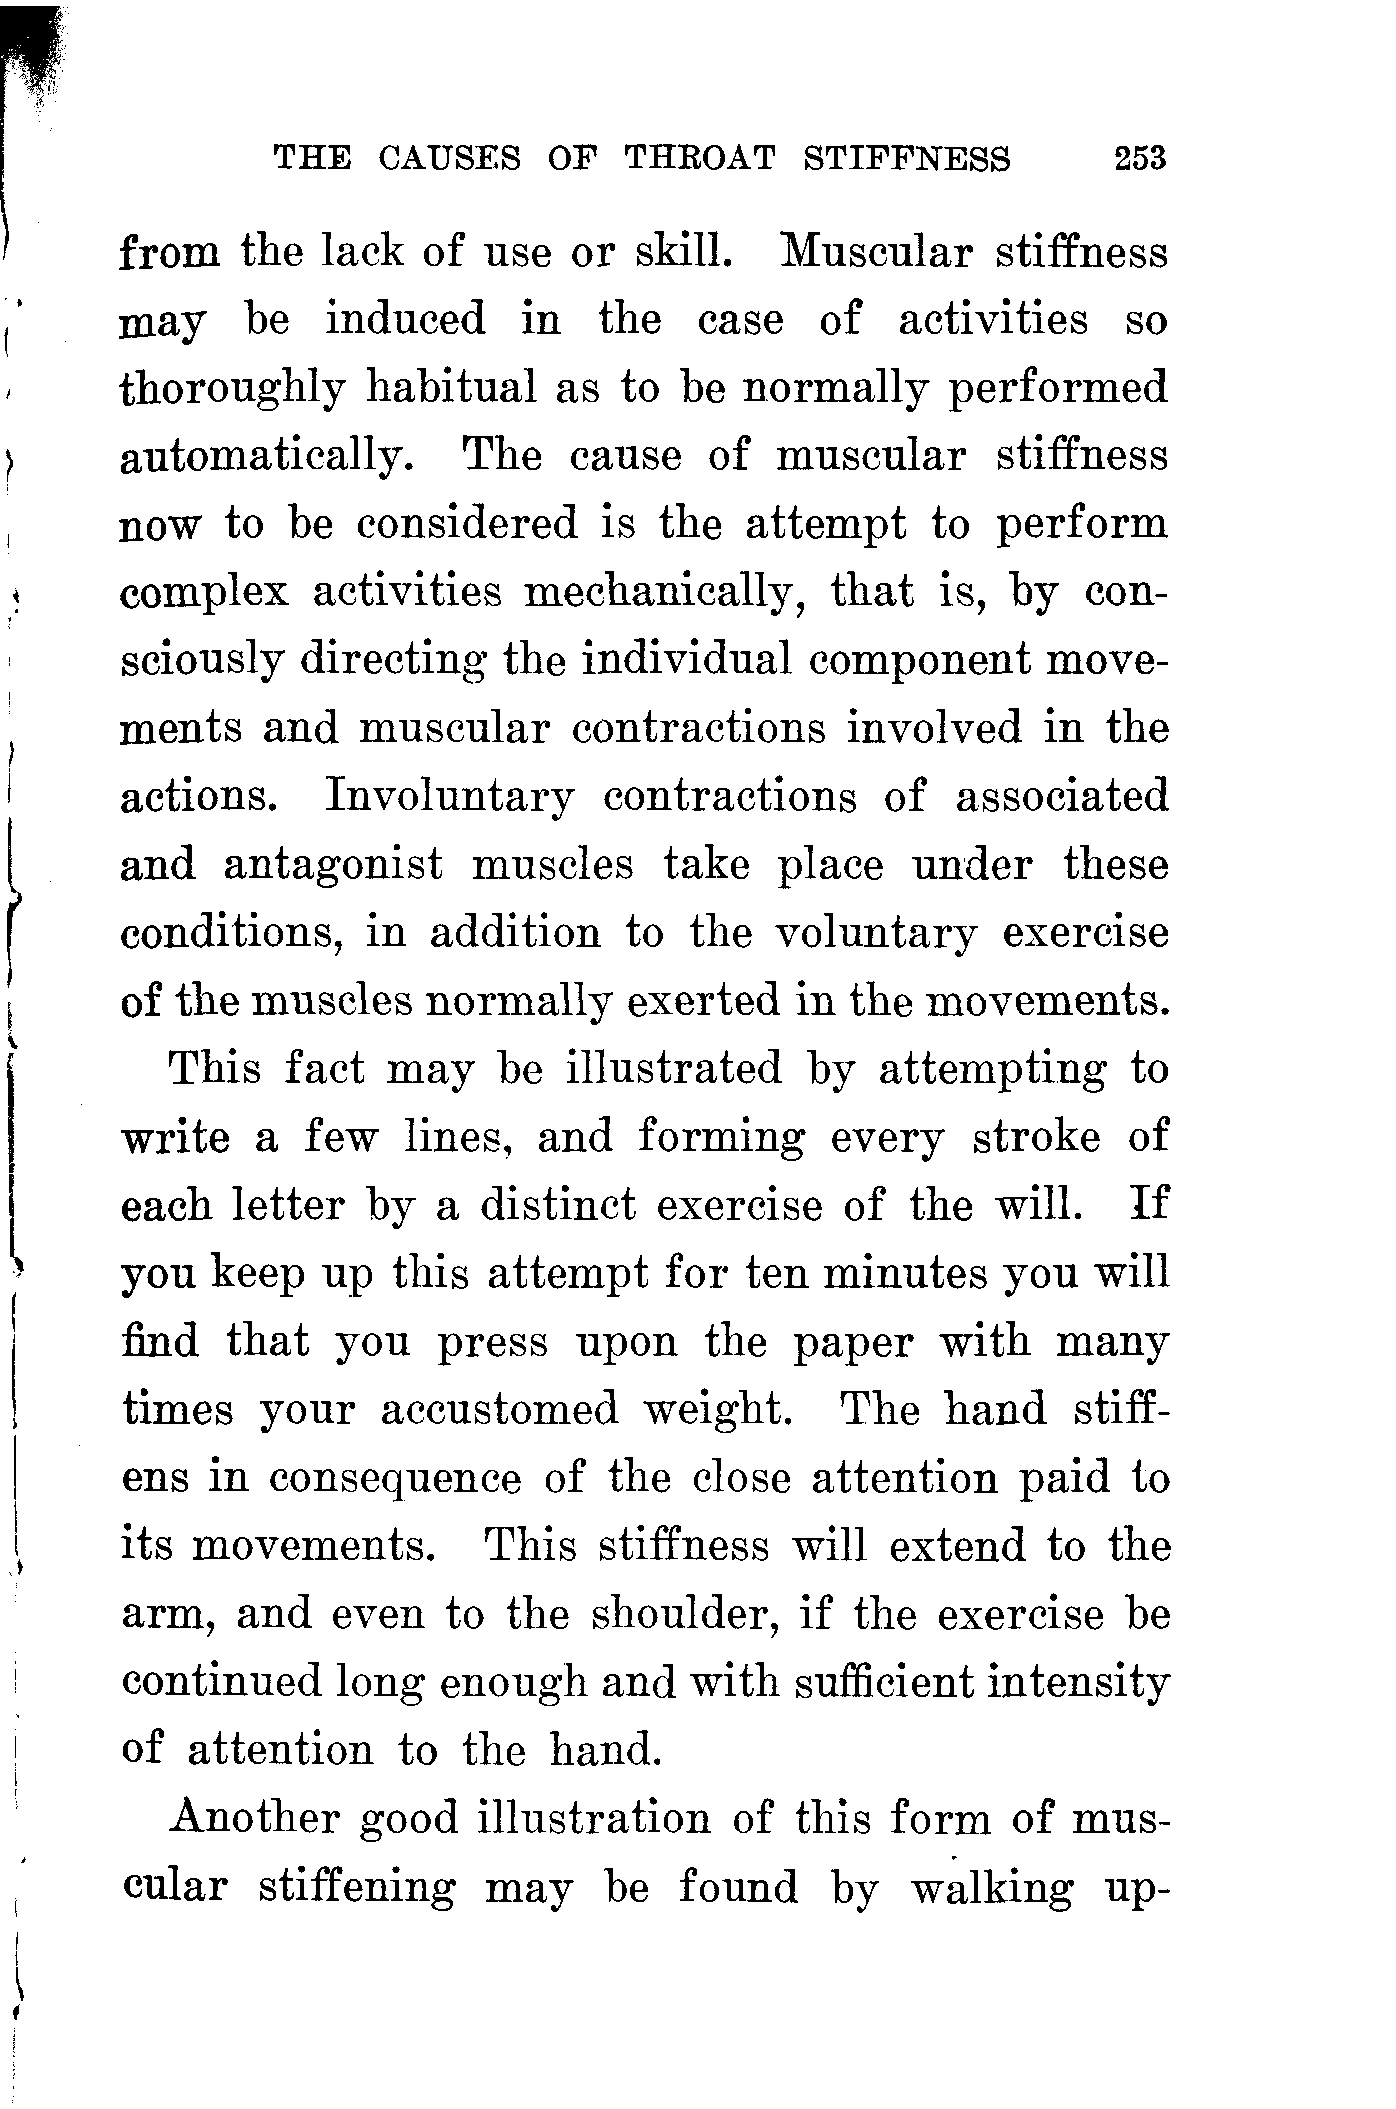 THE CAUSES OF THROAT STIFFNESS 253
from the lack of use or skill. Muscular stiffness
may be induced in the case of activities so
thoroughly habitual as to be normally performed
automatically. The cause of muscular stiffness
now to be considered is the attempt to perform
complex activities mechanically, that is, by con-
sciously directing the individual component move-
ments and muscular contractions involved in the
actions. Involuntary contractions of associated
and antagonist muscles take place under these
conditions, in addition to the voluntary exercise
of the muscles normally exerted in the movements.
This fact may be illustrated by attempting to
write a few lines, and forming every stroke of
each letter by a distinct exercise of the will. If
you keep up this attempt for ten minutes you will
find that you press upon the paper with many
times your accustomed weight. The hand stiff-
ens in consequence of the close attention paid to
its movements. This stiffness will extend to the
arm, and even to the shoulder, if the exercise be
continued long enough and with sufficient intensity
of attention to the hand.
Another good illustration of this form of mus-
cular stiffening may be found by walking up-